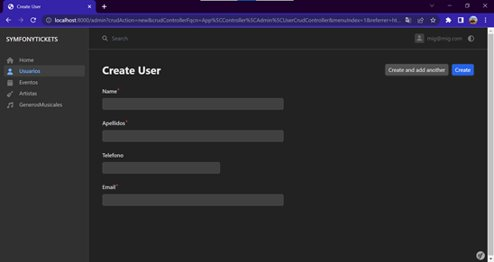 Create User
localhost:8000/admin?crudAction=new&crudControllerFqcn=App%5CController%5CAdmin%5CUserCrudController&menuIndex=1&referrer=ht...
SYMFONYTICKETS
Search
mig@mig.com
Home
Usuarios
Eventos
Artistas
GenerosMusicales
Create User
Create and add another
Create
Name*
Apellidos*
Telefono
Email*